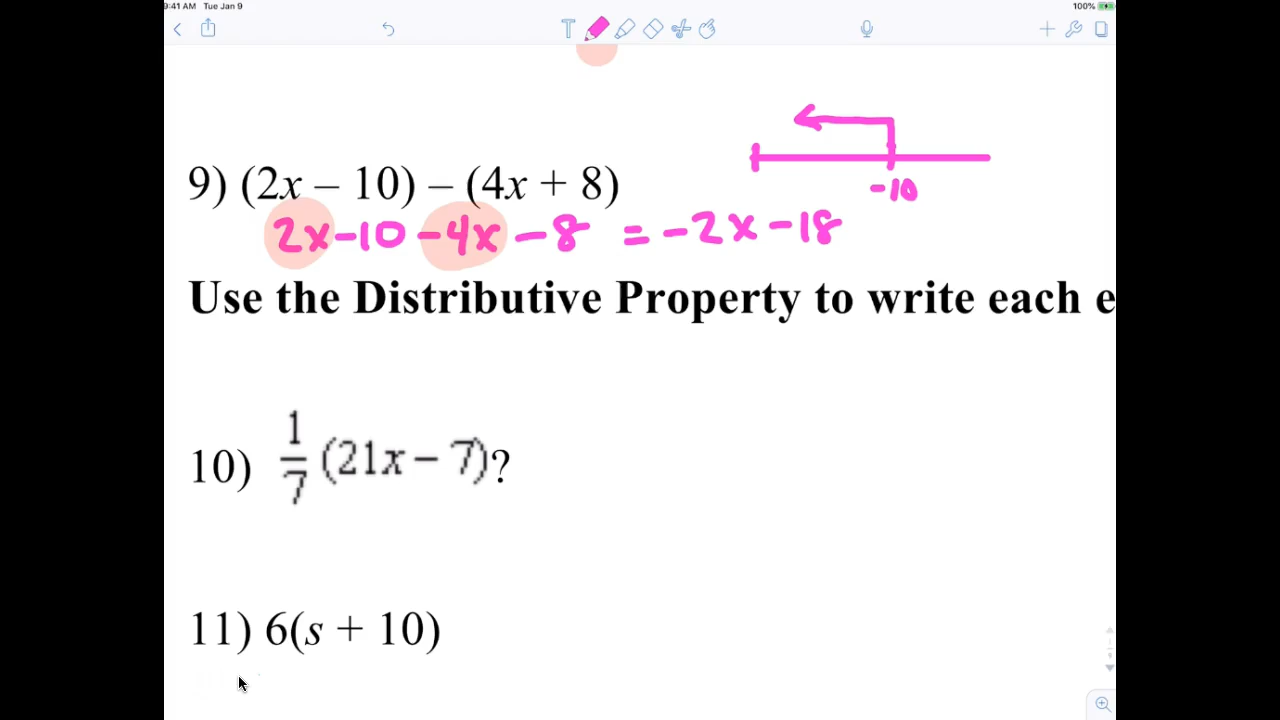 9:41 AM Tue Jan 9
100%
T
9) (2x – 10) – (4x + 8)
-10
2x-10-4x-8 = -2x-18
Use the Distributive Property to write each e
10) 1/7 (21x – 7)?
11) 6(s + 10)